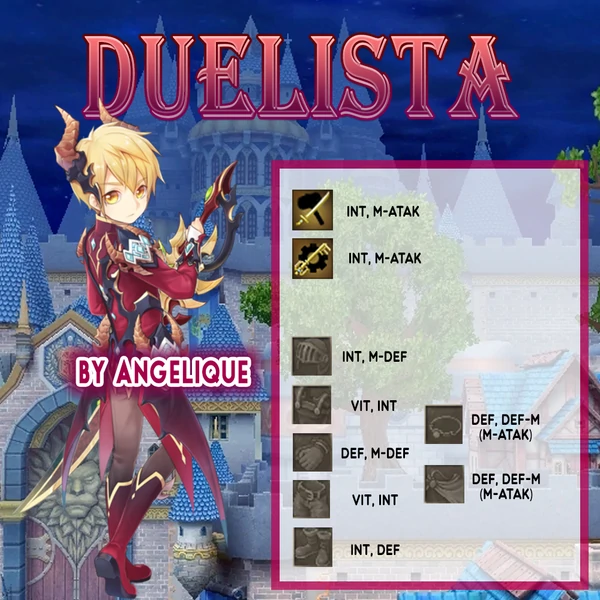 DUELISTA
INT, M-ATAK
INT, M-ATAK
INT, M-DEF
BY ANGELIQUE
VIT, INT
DEF, DEF-M
(M-ATAK)
DEF, M-DEF
DEF, DEF-M
(M-ATAK)
VIT, INT
INT, DEF